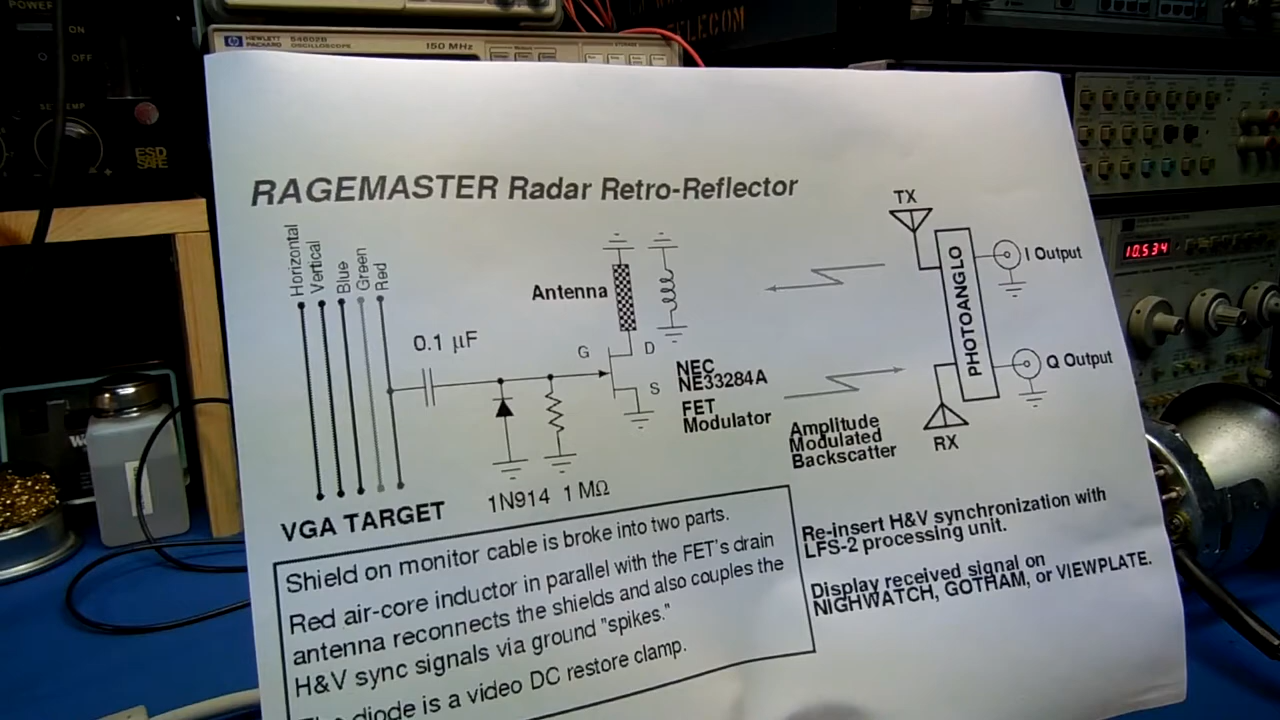 POWER
ON
OFF
ESD
SAFE
HEWLETT
PACKARD
54602B
OSCILLOSCOPE
150 MHz
TELECOM
10.534
RAGEMASTER Radar Retro-Reflector
Horizontal
Vertical
Blue
Green
Red
0.1 μF
Antenna
G
D
S
NEC
NE33284A
FET
Modulator
TX
PHOTOANGLO
I Output
Q Output
RX
Amplitude
Modulated
Backscatter
VGA TARGET
1N914
1 MΩ
Shield on monitor cable is broke into two parts.
Red air-core inductor in parallel with the FET's drain
antenna reconnects the shields and also couples the
H&V sync signals via ground "spikes."
diode is a video DC restore clamp.
Re-insert H&V synchronization with
LFS-2 processing unit.
Display received signal on
NIGHWATCH, GOTHAM, or VIEWPLATE.